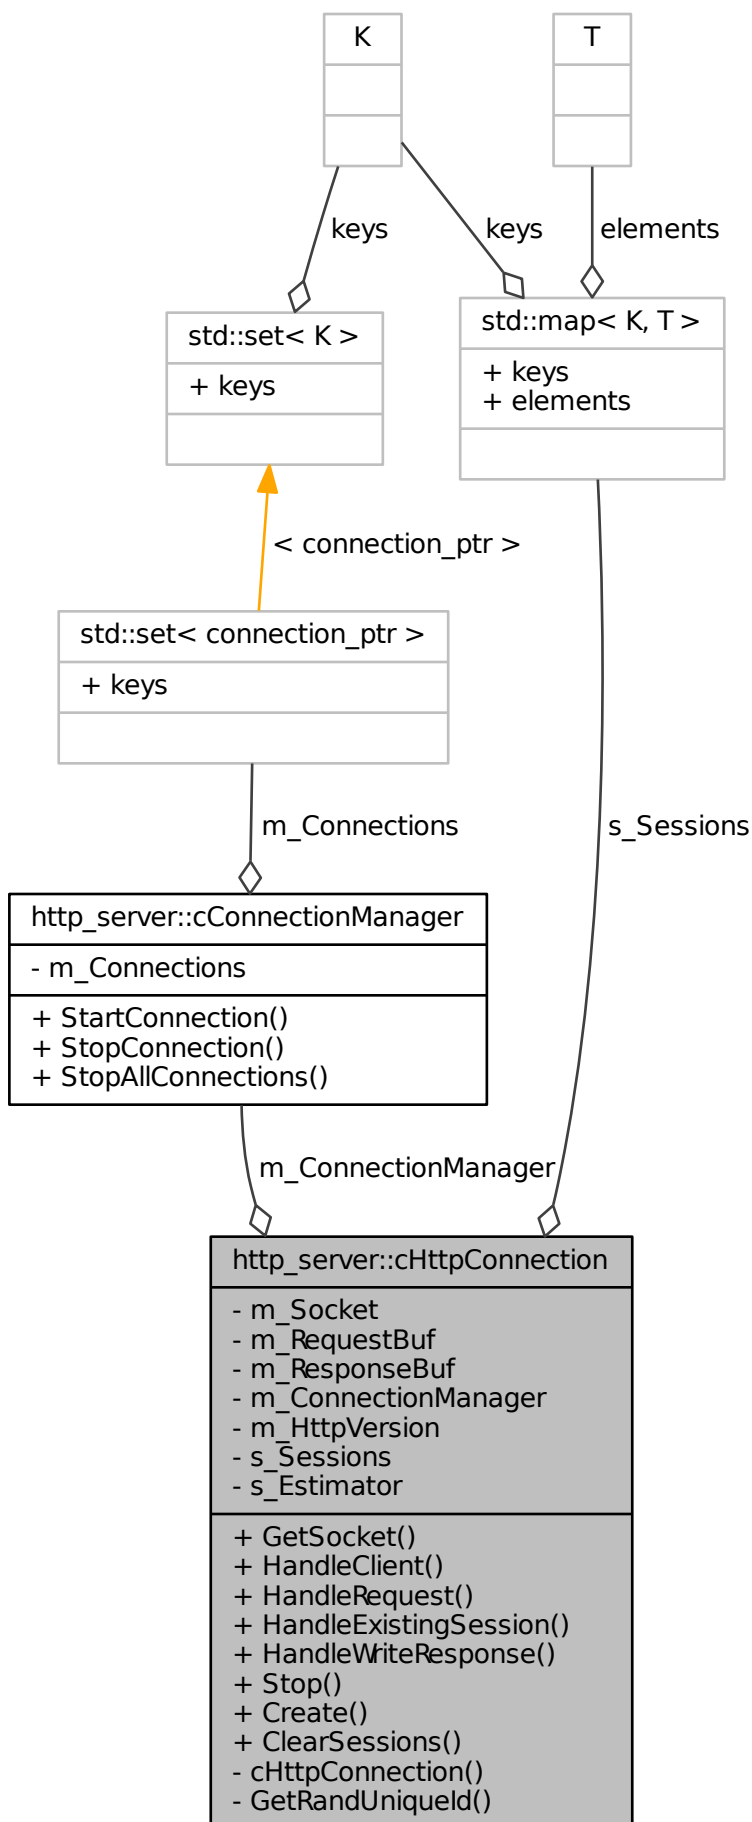 K
T
keys
keys
elements
std::set< K >
+ keys
std::map< K, T >
+ keys
+ elements
< connection_ptr >
std::set< connection_ptr >
+ keys
m_Connections
s_Sessions
http_server::cConnectionManager
- m_Connections
+ StartConnection()
+ StopConnection()
+ StopAllConnections()
m_ConnectionManager
http_server::cHttpConnection
- m_Socket
- m_RequestBuf
- m_ResponseBuf
- m_ConnectionManager
- m_HttpVersion
- s_Sessions
- s_Estimator
+ GetSocket()
+ HandleClient()
+ HandleRequest()
+ HandleExistingSession()
+ HandleWriteResponse()
+ Stop()
+ Create()
+ ClearSessions()
- cHttpConnection()
- GetRandUniqueId()